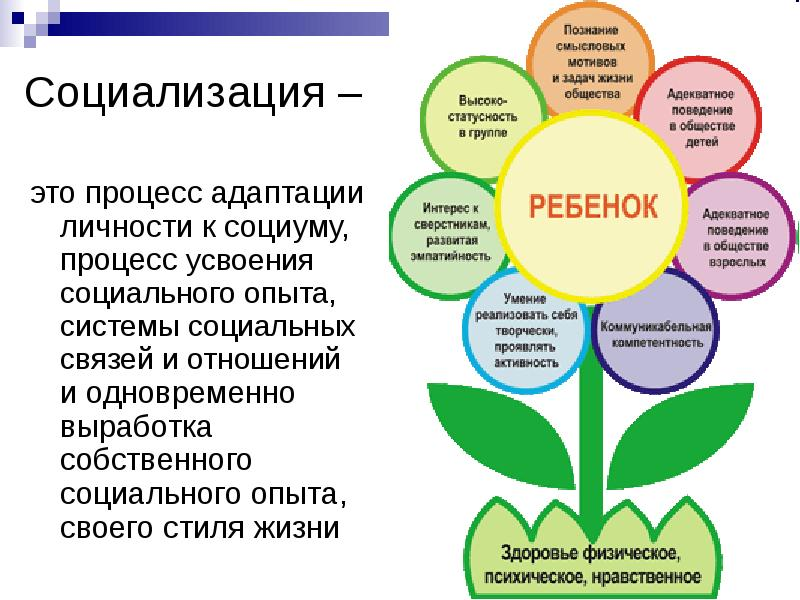 Социализация –
это процесс адаптации
личности к социуму,
процесс усвоения
социального опыта,
системы социальных
связей и отношений
и одновременно
выработка
собственного
социального опыта,
своего стиля жизни
Познание
смысловых
мотивов
и задач жизни
общества
Высоко-
статусность
в группе
Адекватное
поведение
в обществе
детей
Интерес к
сверстникам,
развитая
эмпатийность
РЕБЕНОК
Адекватное
поведение
в обществе
взрослых
Умение
реализовать себя
творчески,
проявлять
активность
Коммуникабельная
компетентность
Здоровье физическое,
психическое, нравственное